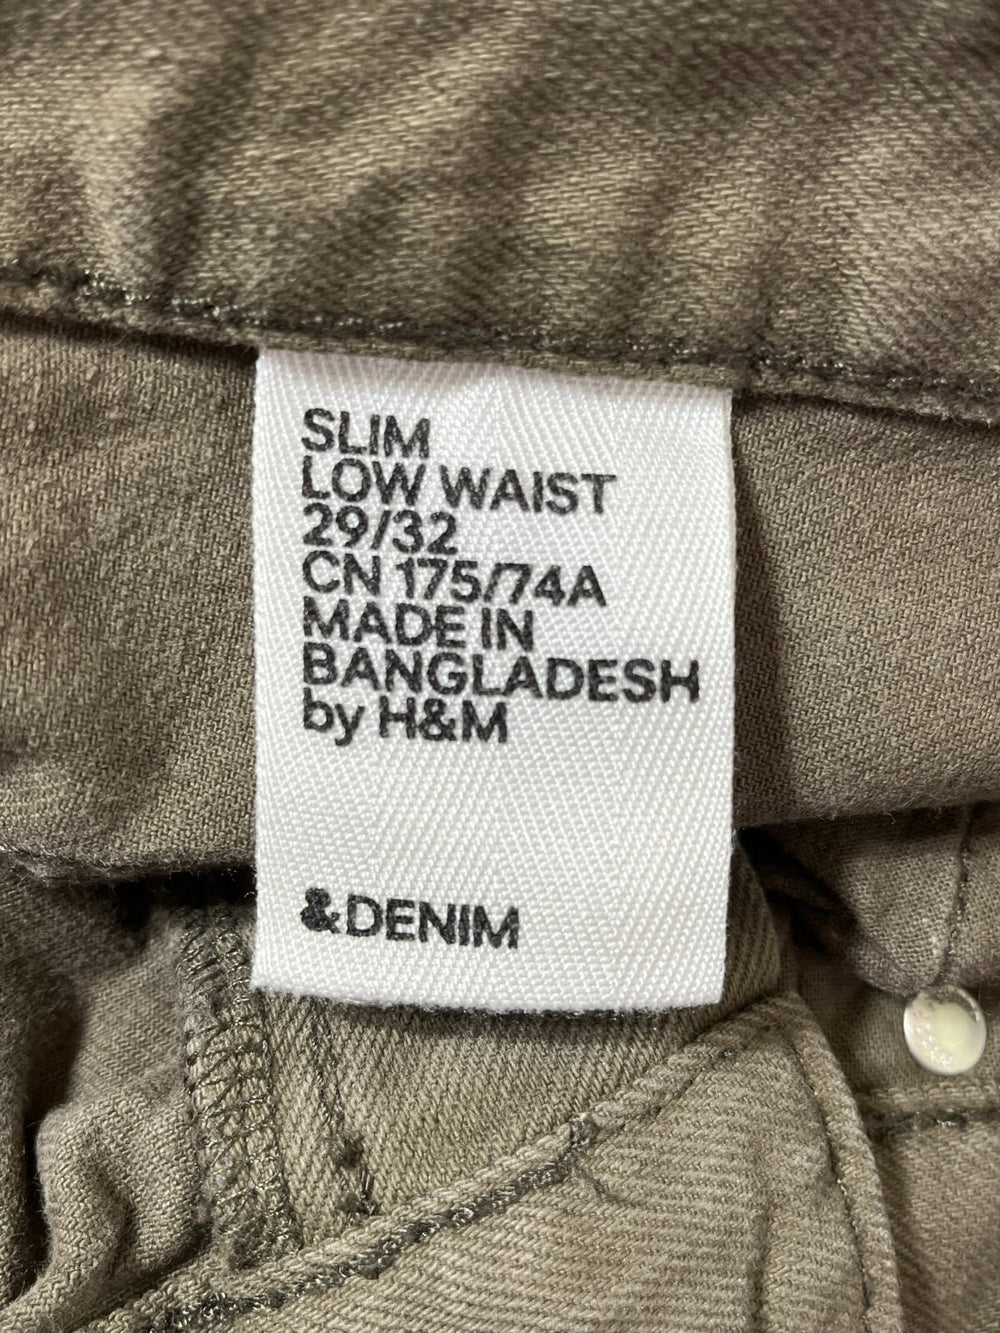 SLIM
LOW WAIST
29/32
CN 175/74A
MADE IN
BANGLADESH
by H&M
&DENIM